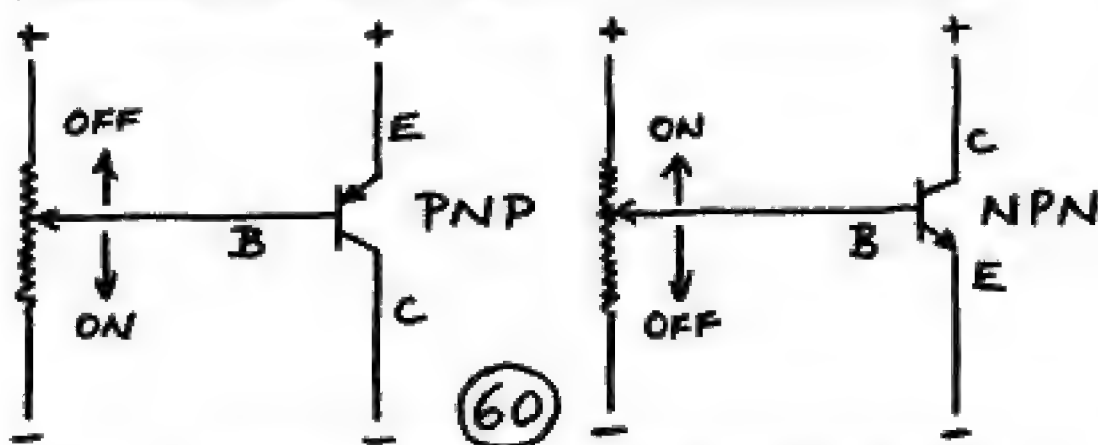 + + + +
OFF E ON C
PNP NPN
B B
ON C OFF E
60
- - - -